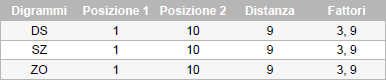 Digrammi Posizione 1 Posizione 2 Distanza Fattori
DS 1 10 9 3, 9
SZ 1 10 9 3, 9
ZO 1 10 9 3, 9